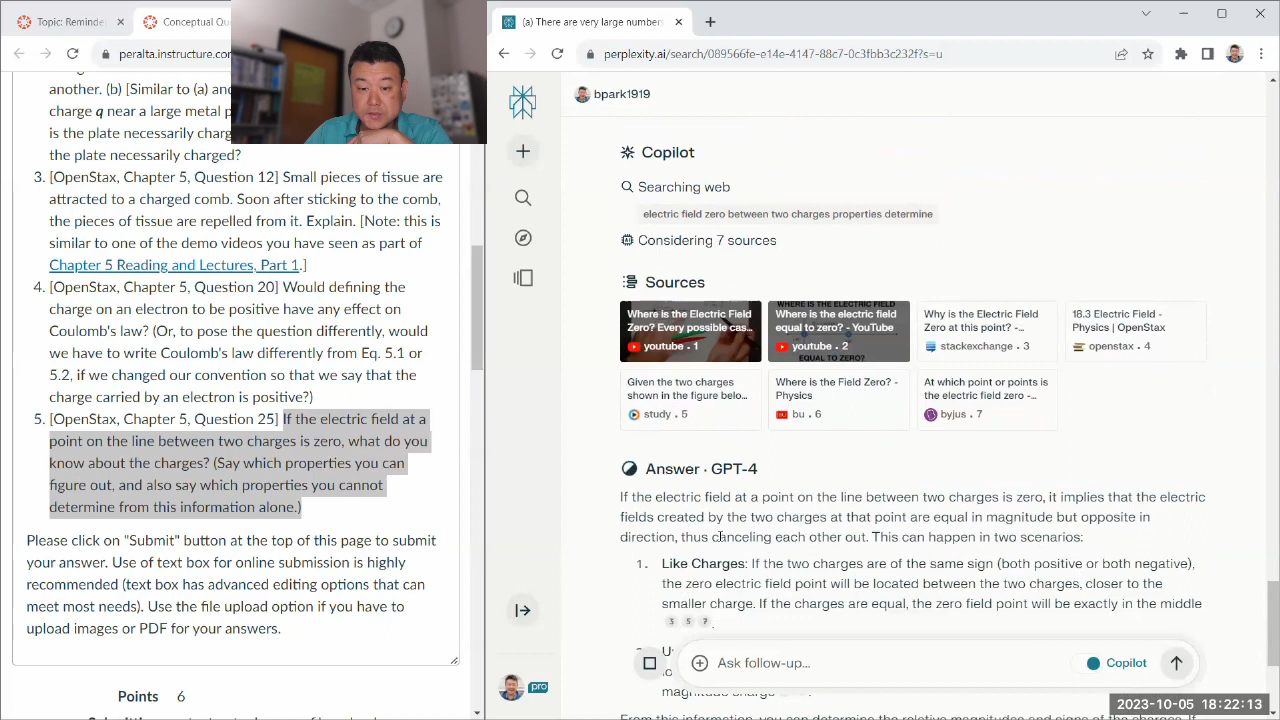 Topic: Remind
Conceptual Qu
(a) There are very large number
peralta.instructure.com
perplexity.ai/search/089566fe-e14e-4147-88c7-0c3fbb3c232f?s=u
another. (b) [Similar to (a) and
charge q near a large metal p
is the plate necessarily charg
the plate necessarily charged?
3. [OpenStax, Chapter 5, Question 12] Small pieces of tissue are
attracted to a charged comb. Soon after sticking to the comb,
the pieces of tissue are repelled from it. Explain. [Note: this is
similar to one of the demo videos you have seen as part of
Chapter 5 Reading and Lectures, Part 1.]
4. [OpenStax, Chapter 5, Question 20] Would defining the
charge on an electron to be positive have any effect on
Coulomb's law? (Or, to pose the question differently, would
we have to write Coulomb's law differently from Eq. 5.1 or
5.2, if we changed our convention so that we say that the
charge carried by an electron is positive?)
5. [OpenStax, Chapter 5, Question 25] If the electric field at a
point on the line between two charges is zero, what do you
know about the charges? (Say which properties you can
figure out, and also say which properties you cannot
determine from this information alone.)
Please click on "Submit" button at the top of this page to submit
your answer. Use of text box for online submission is highly
recommended (text box has advanced editing options that can
meet most needs). Use the file upload option if you have to
upload images or PDF for your answers.
Points 6
bpark1919
Copilot
Searching web
electric field zero between two charges properties determine
Considering 7 sources
Sources
Where is the Electric Field
Zero? Every possible cas...
youtube · 1
WHERE IS THE ELECTRIC FIELD
Where is the electric field
equal to zero? - YouTube
youtube · 2
EQUAL TO ZERO?
Why is the Electric Field
Zero at this point? -...
stackexchange · 3
18.3 Electric Field -
Physics | OpenStax
openstax · 4
Given the two charges
shown in the figure belo...
study · 5
Where is the Field Zero? -
Physics
bu · 6
At which point or points is
the electric field zero -...
byjus · 7
Answer · GPT-4
If the electric field at a point on the line between two charges is zero, it implies that the electric
fields created by the two charges at that point are equal in magnitude but opposite in
direction, thus canceling each other out. This can happen in two scenarios:
1. Like Charges: If the two charges are of the same sign (both positive or both negative),
the zero electric field point will be located between the two charges, closer to the
smaller charge. If the charges are equal, the zero field point will be exactly in the middle
3 5 7 .
Ask follow-up...
Copilot
magnitude charge
pro
2023-10-05 18:22:13